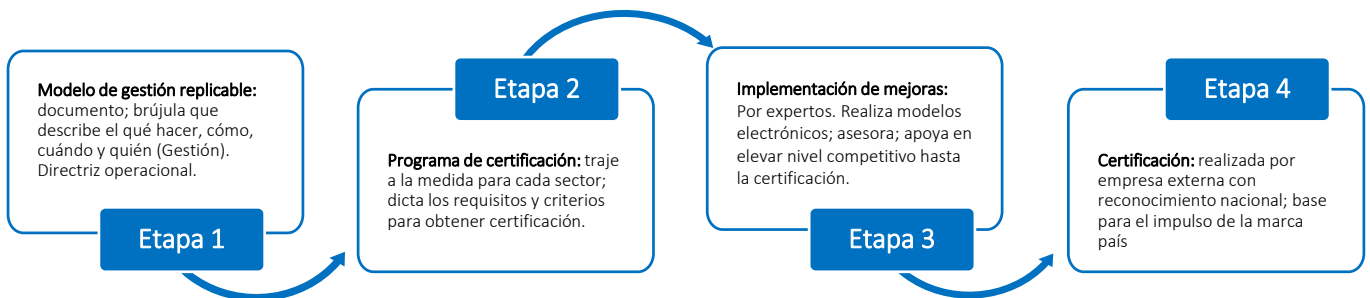 Modelo de gestión replicable:
documento; brújula que
describe el qué hacer, cómo,
cuándo y quién (Gestión).
Directriz operacional.
Etapa 1
Etapa 2
Programa de certificación: traje
a la medida para cada sector;
dicta los requisitos y criterios
para obtener certificación.
Implementación de mejoras:
Por expertos. Realiza modelos
electrónicos; asesora; apoya en
elevar nivel competitivo hasta
la certificación.
Etapa 3
Etapa 4
Certificación: realizada por
empresa externa con
reconocimiento nacional; base
para el impulso de la marca
país